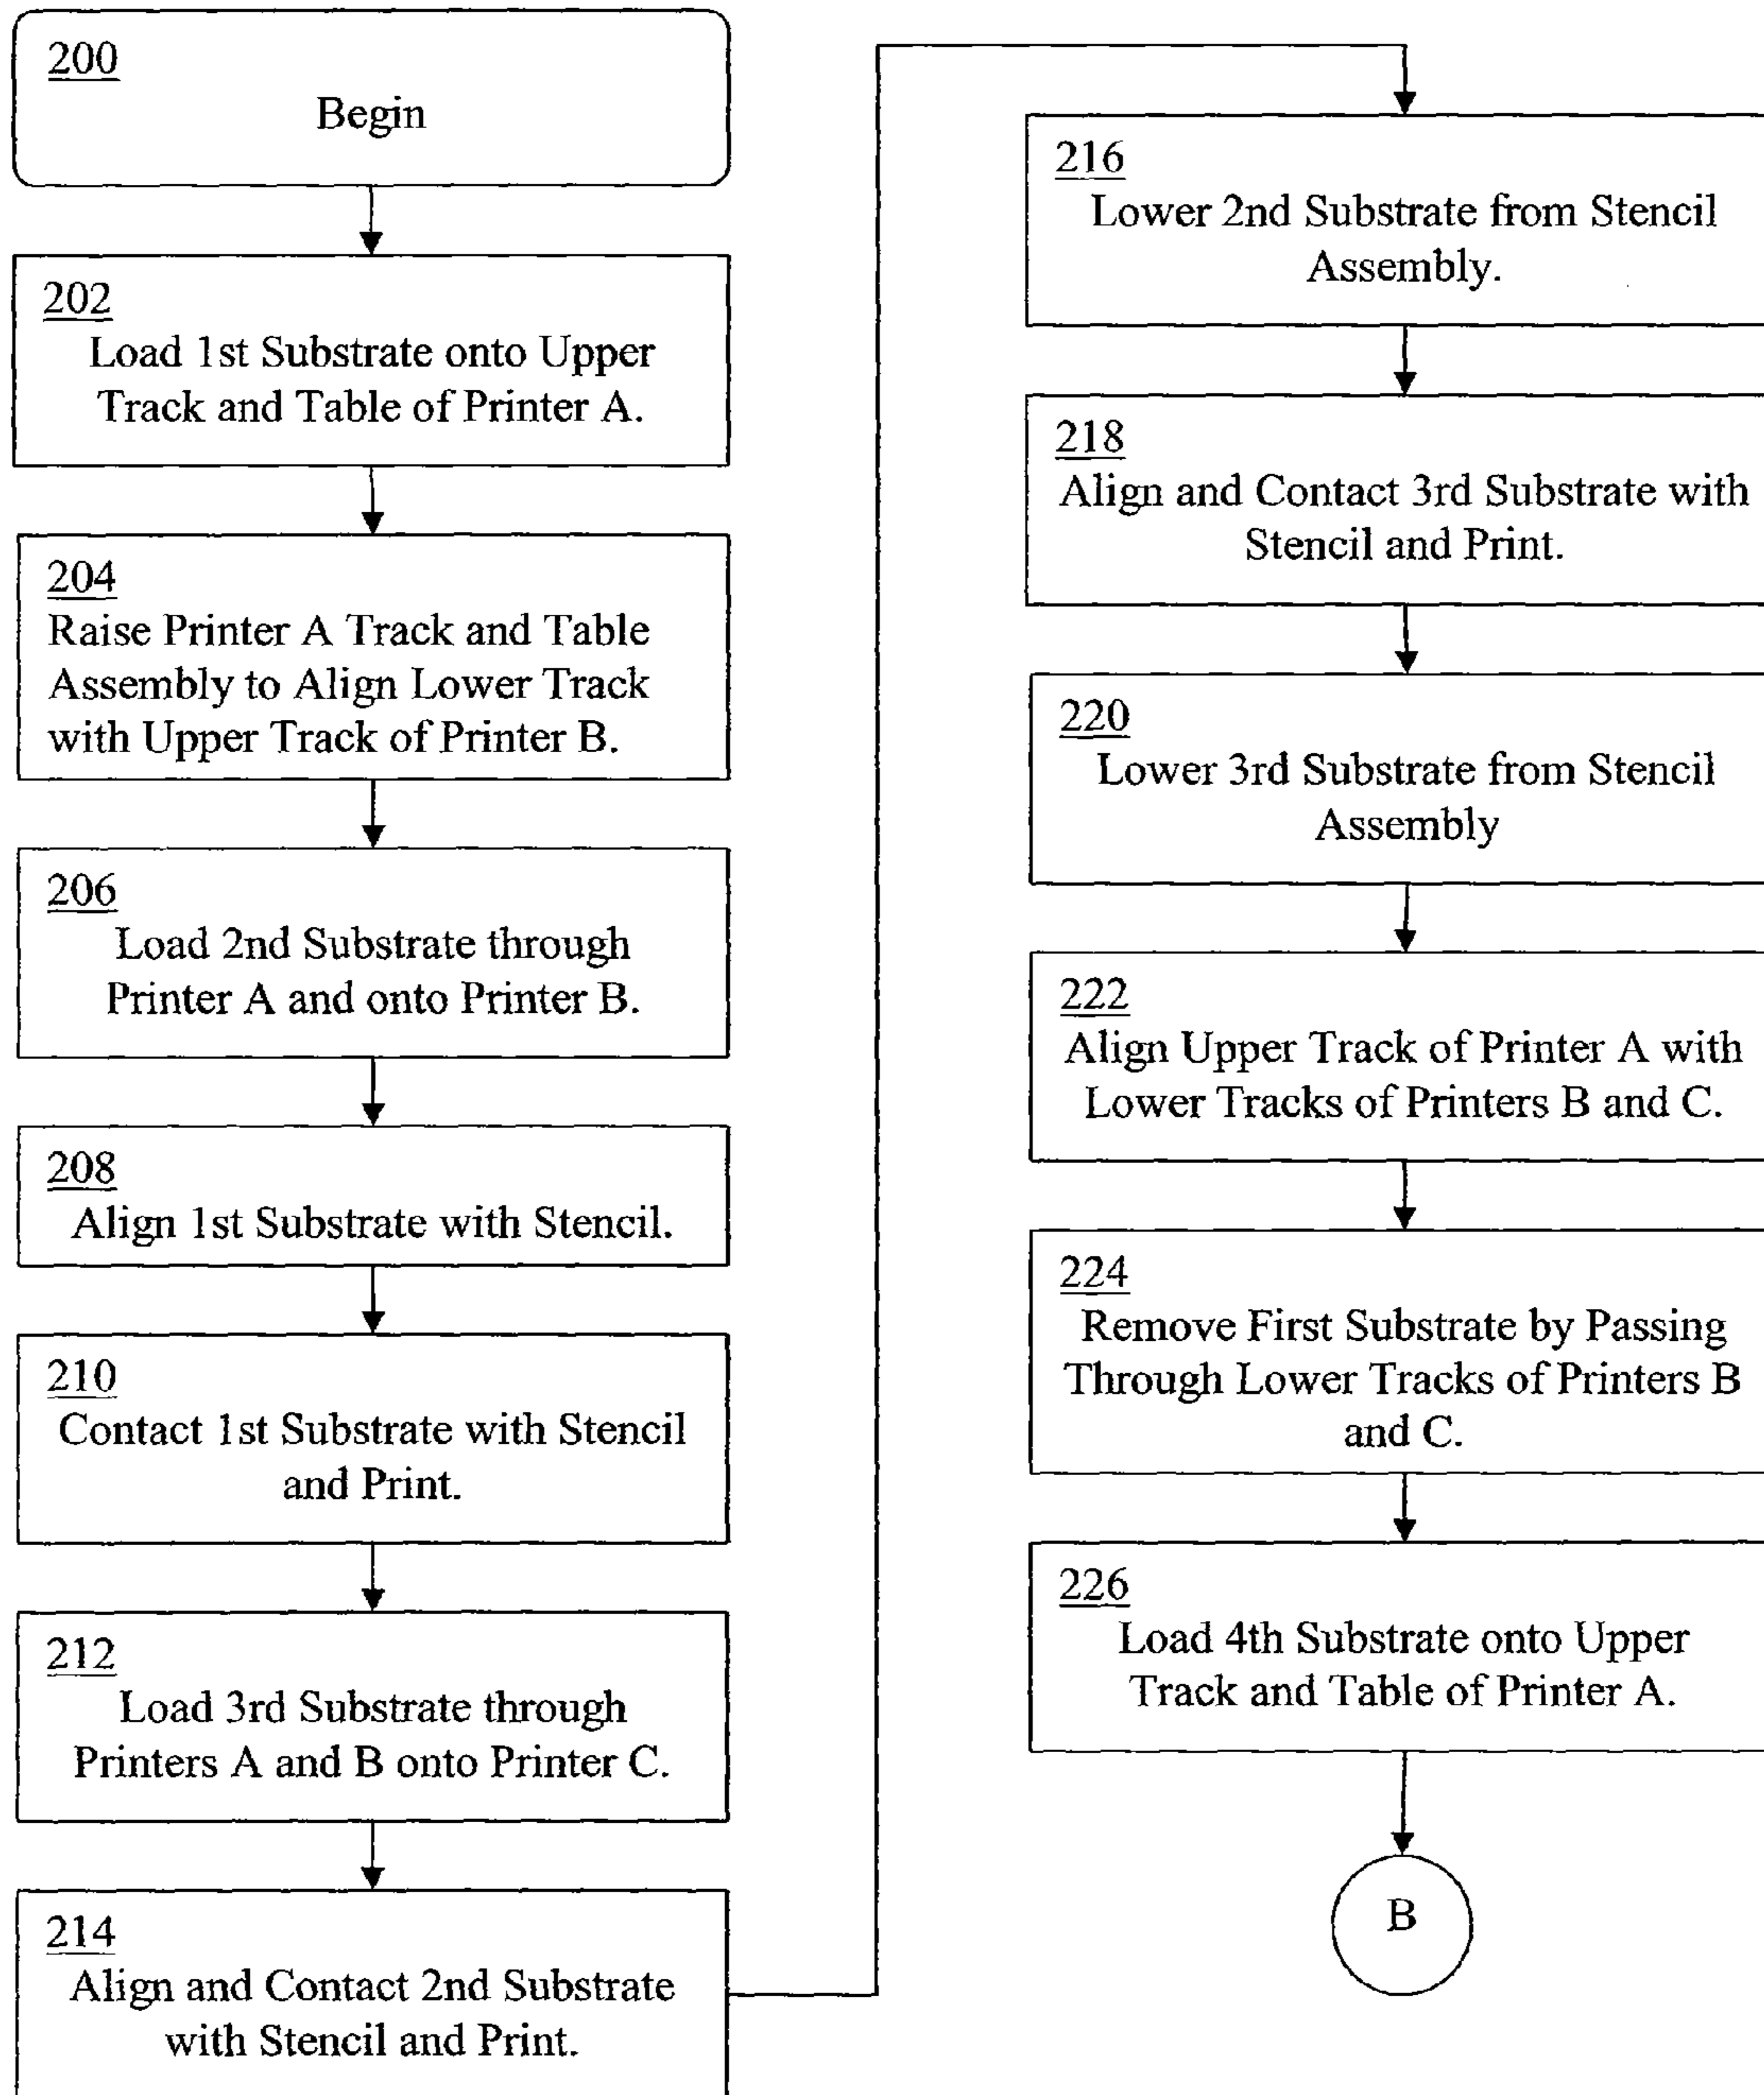 200
Begin
202
Load 1st Substrate onto Upper
Track and Table of Printer A.
204
Raise Printer A Track and Table
Assembly to Align Lower Track
with Upper Track of Printer B.
206
Load 2nd Substrate through
Printer A and onto Printer B.
208
Align 1st Substrate with Stencil.
210
Contact 1st Substrate with Stencil
and Print.
212
Load 3rd Substrate through
Printers A and B onto Printer C.
214
Align and Contact 2nd Substrate
with Stencil and Print.
216
Lower 2nd Substrate from Stencil
Assembly.
218
Align and Contact 3rd Substrate with
Stencil and Print.
220
Lower 3rd Substrate from Stencil
Assembly
222
Align Upper Track of Printer A with
Lower Tracks of Printers B and C.
224
Remove First Substrate by Passing
Through Lower Tracks of Printers B
and C.
226
Load 4th Substrate onto Upper
Track and Table of Printer A.
B